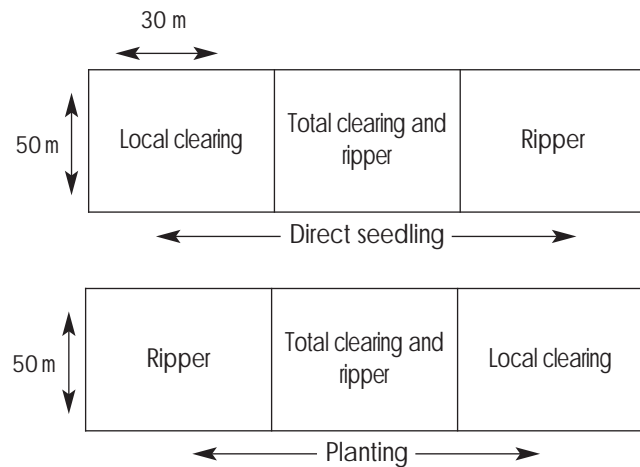 30 m
50 m
Local clearing
Total clearing and
ripper
Ripper
Direct seedling
50 m
Ripper
Total clearing and
ripper
Local clearing
Planting